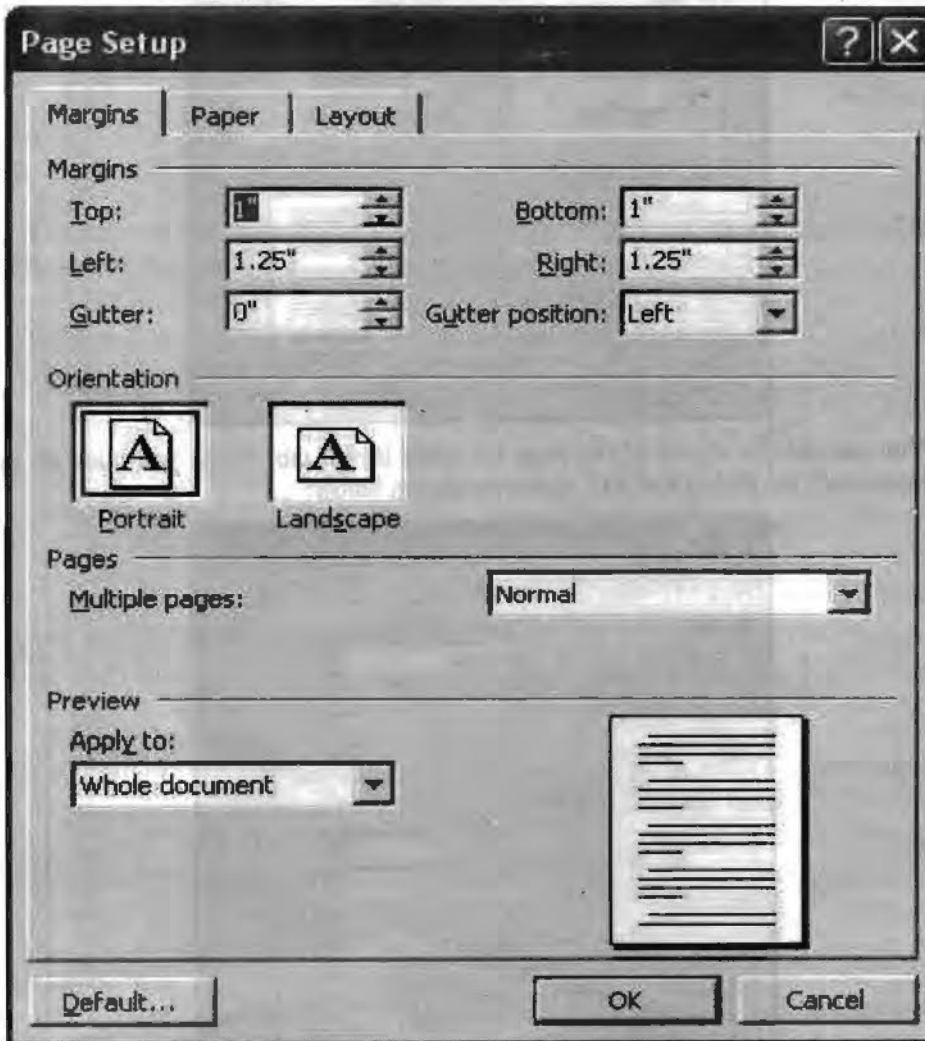 Page Setup
Margins Paper Layout
Margins
Top: 1" Bottom: 1"
Left: 1.25" Right: 1.25"
Gutter: 0" Gutter position: Left
Orientation
A A
Portrait Landscape
Pages
Multiple pages: Normal
Preview
Apply to:
Whole document
Default... OK Cancel